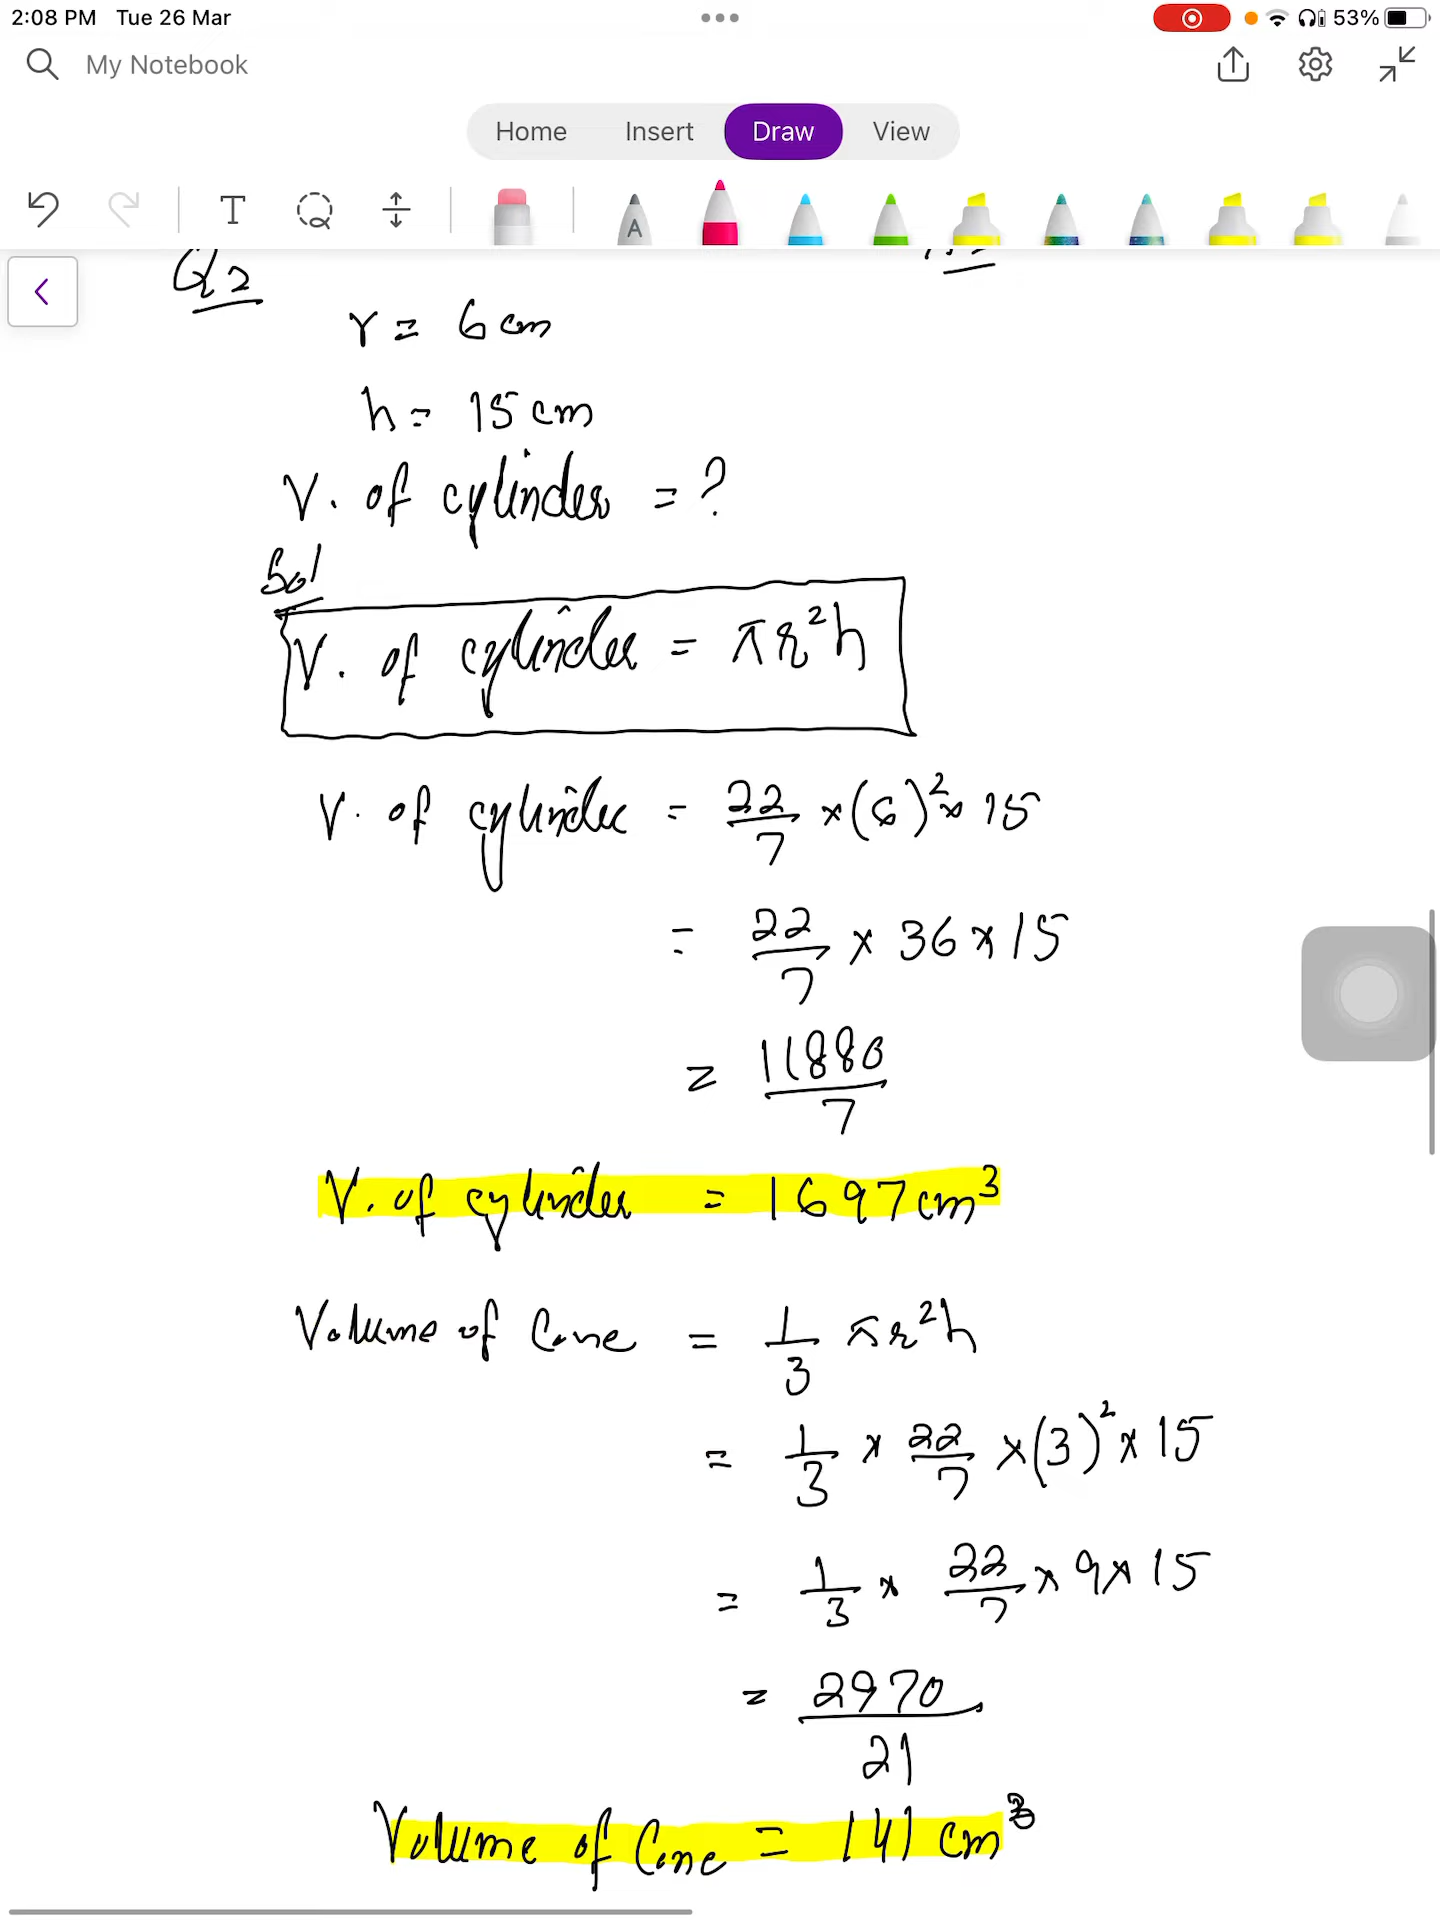 2:08 PM Tue 26 Mar
53%
My Notebook
Home Insert Draw View
T A
Q2
r = 6 cm
h = 15 cm
V. of cylinder = ?
Sol
V. of cylinder = πr²h
V. of cylinder = 22/7 × (6)² × 15
= 22/7 × 36 × 15
= 11880/7
V. of cylinder = 1697 cm³
Volume of Cone = 1/3 πr²h
= 1/3 × 22/7 × (3)² × 15
= 1/3 × 22/7 × 9 × 15
= 2970/21
Volume of Cone = 141 cm³